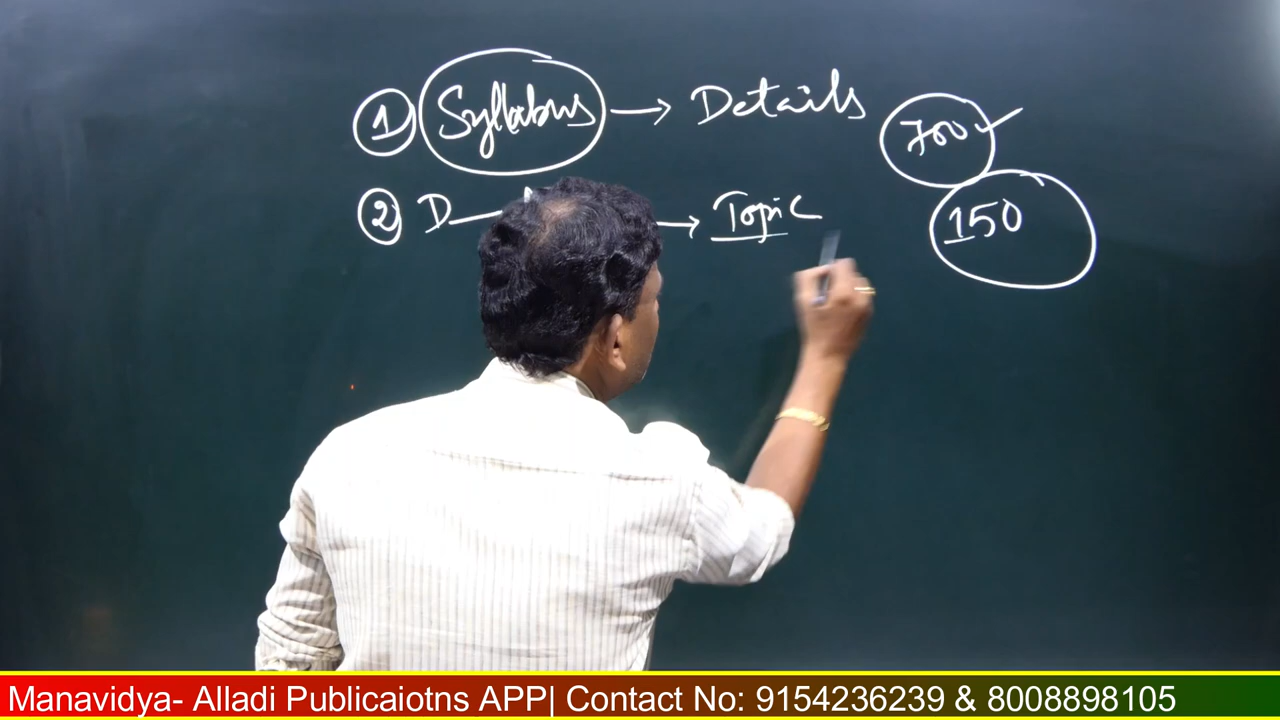 ① Syllabus → Details 700 ✓
② D → Topic 150
Manavidya- Alladi Publicaiotns APP| Contact No: 9154236239 & 8008898105